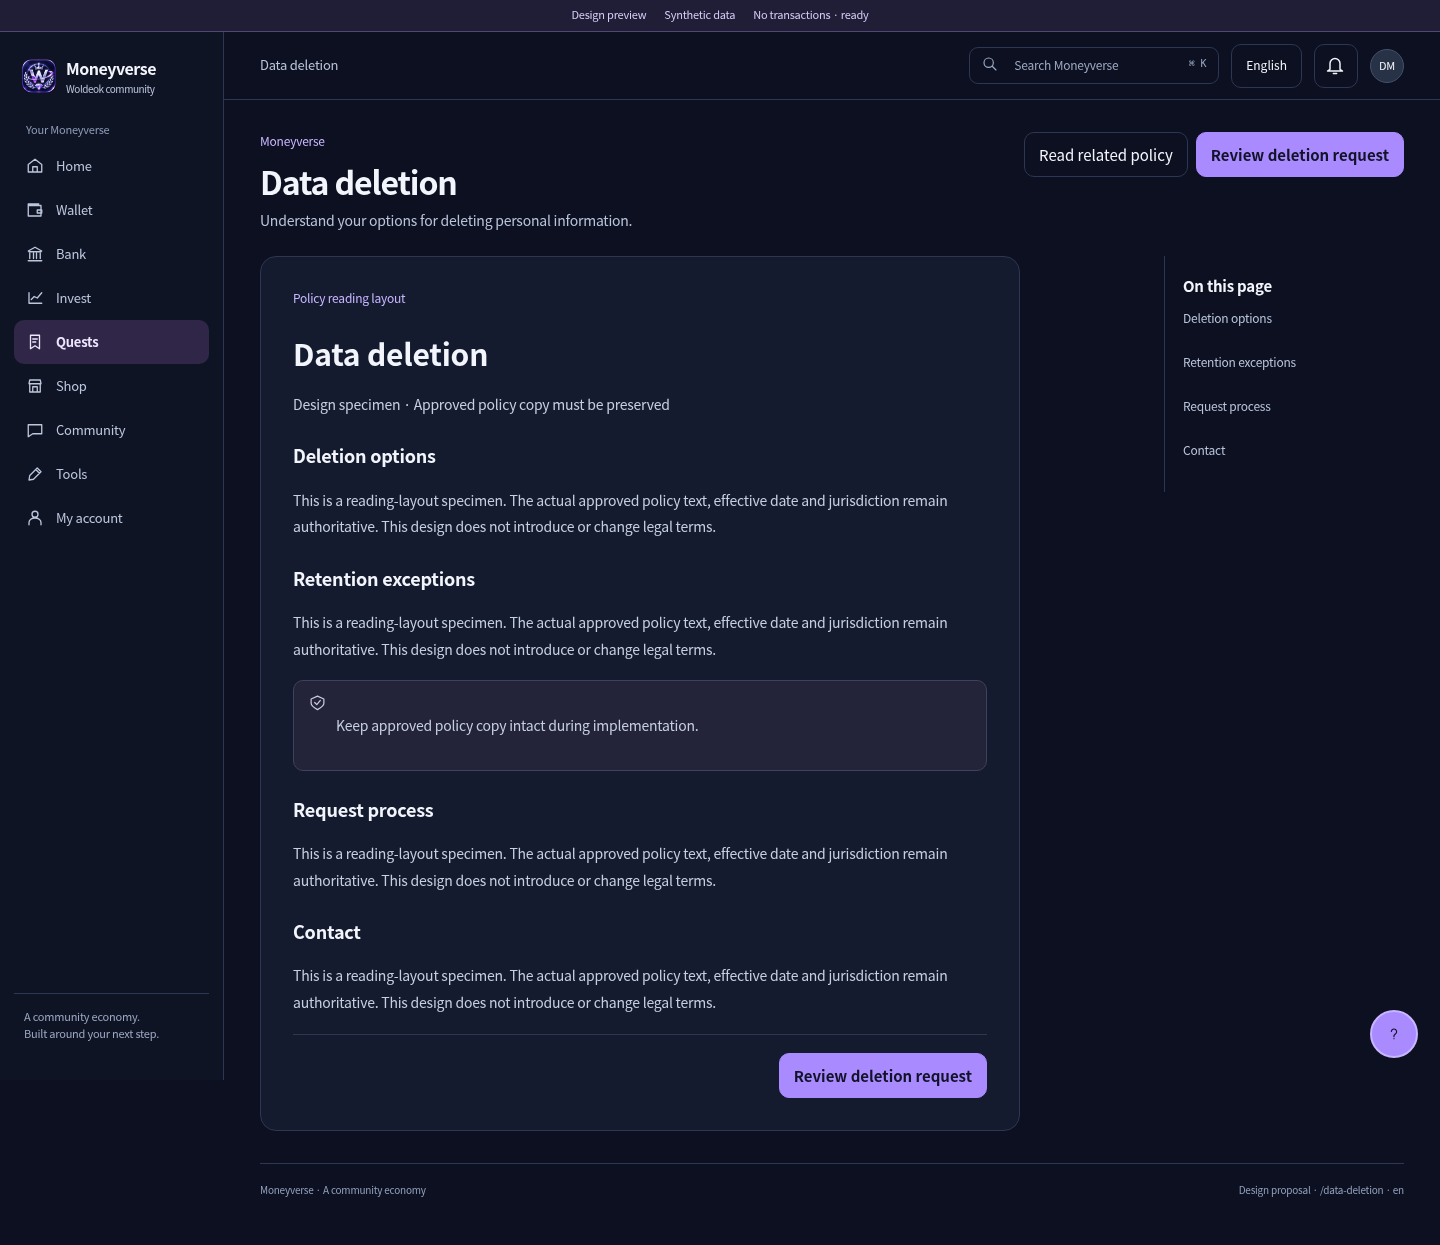 Design preview Synthetic data No transactions · ready
Moneyverse
Woldeok community
Your Moneyverse
Home
Wallet
Bank
Invest
Quests
Shop
Community
Tools
My account
A community economy.
Built around your next step.
Data deletion
Search Moneyverse ⌘ K
English
DM
Moneyverse
Data deletion
Understand your options for deleting personal information.
Read related policy
Review deletion request
Policy reading layout
Data deletion
Design specimen · Approved policy copy must be preserved
Deletion options
This is a reading-layout specimen. The actual approved policy text, effective date and jurisdiction remain
authoritative. This design does not introduce or change legal terms.
Retention exceptions
This is a reading-layout specimen. The actual approved policy text, effective date and jurisdiction remain
authoritative. This design does not introduce or change legal terms.
Keep approved policy copy intact during implementation.
Request process
This is a reading-layout specimen. The actual approved policy text, effective date and jurisdiction remain
authoritative. This design does not introduce or change legal terms.
Contact
This is a reading-layout specimen. The actual approved policy text, effective date and jurisdiction remain
authoritative. This design does not introduce or change legal terms.
Review deletion request
On this page
Deletion options
Retention exceptions
Request process
Contact
?
Moneyverse · A community economy
Design proposal · /data-deletion · en